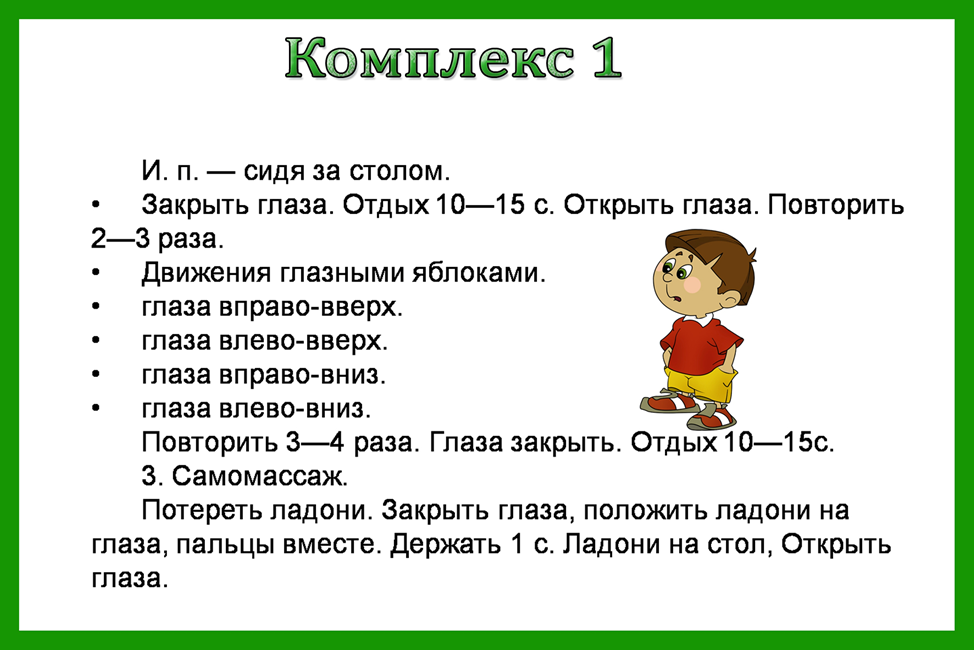 Комплекс 1
И. п. — сидя за столом.
• Закрыть глаза. Отдых 10—15 с. Открыть глаза. Повторить
2—3 раза.
• Движения глазными яблоками.
• глаза вправо-вверх.
• глаза влево-вверх.
• глаза вправо-вниз.
• глаза влево-вниз.
Повторить 3—4 раза. Глаза закрыть. Отдых 10—15с.
3. Самомассаж.
Потереть ладони. Закрыть глаза, положить ладони на
глаза, пальцы вместе. Держать 1 с. Ладони на стол, Открыть
глаза.